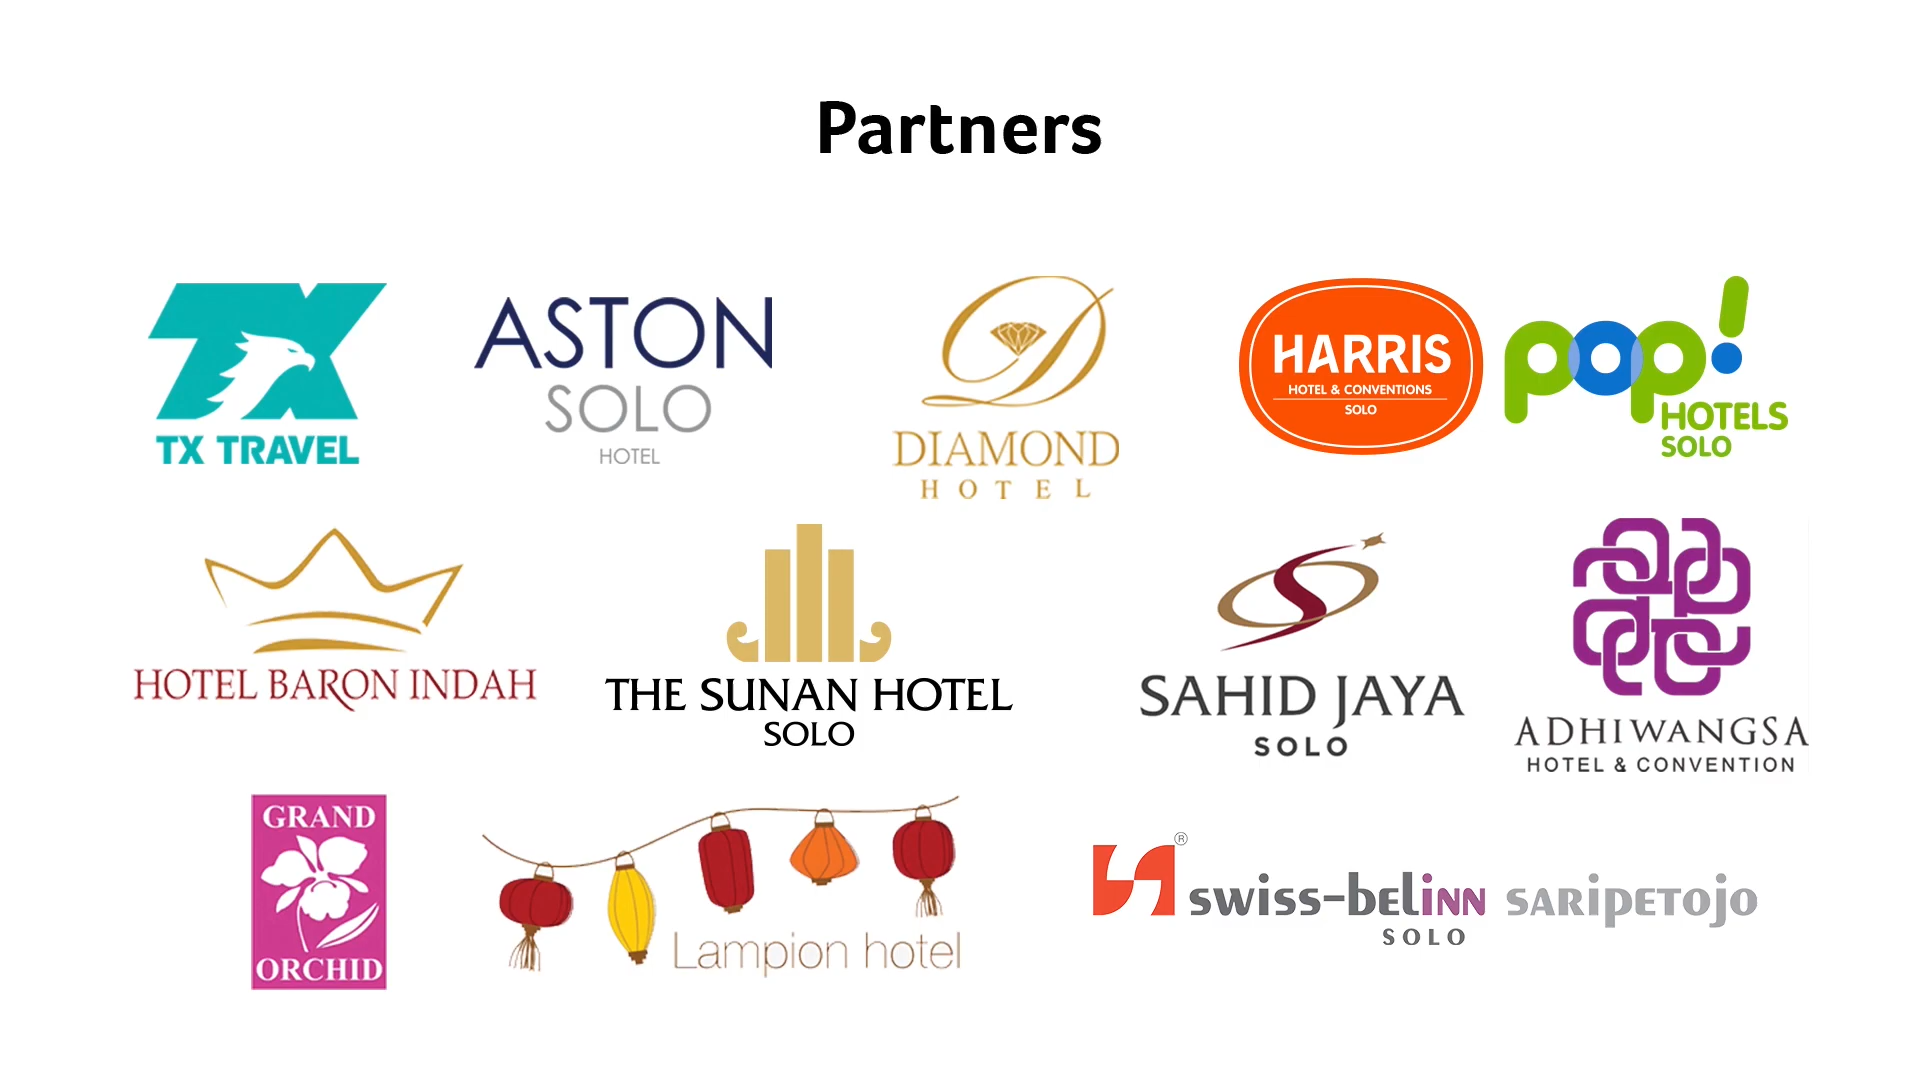 Partners
TX
TX TRAVEL
ASTON
SOLO
HOTEL
D
DIAMOND
HOTEL
HARRIS
HOTEL & CONVENTIONS
SOLO
pop!
HOTELS
SOLO
HOTEL BARON INDAH
THE SUNAN HOTEL
SOLO
SAHID JAYA
SOLO
ADHIWANGSA
HOTEL & CONVENTION
GRAND
ORCHID
Lampion hotel
®
swiss-belinn saripetojo
SOLO